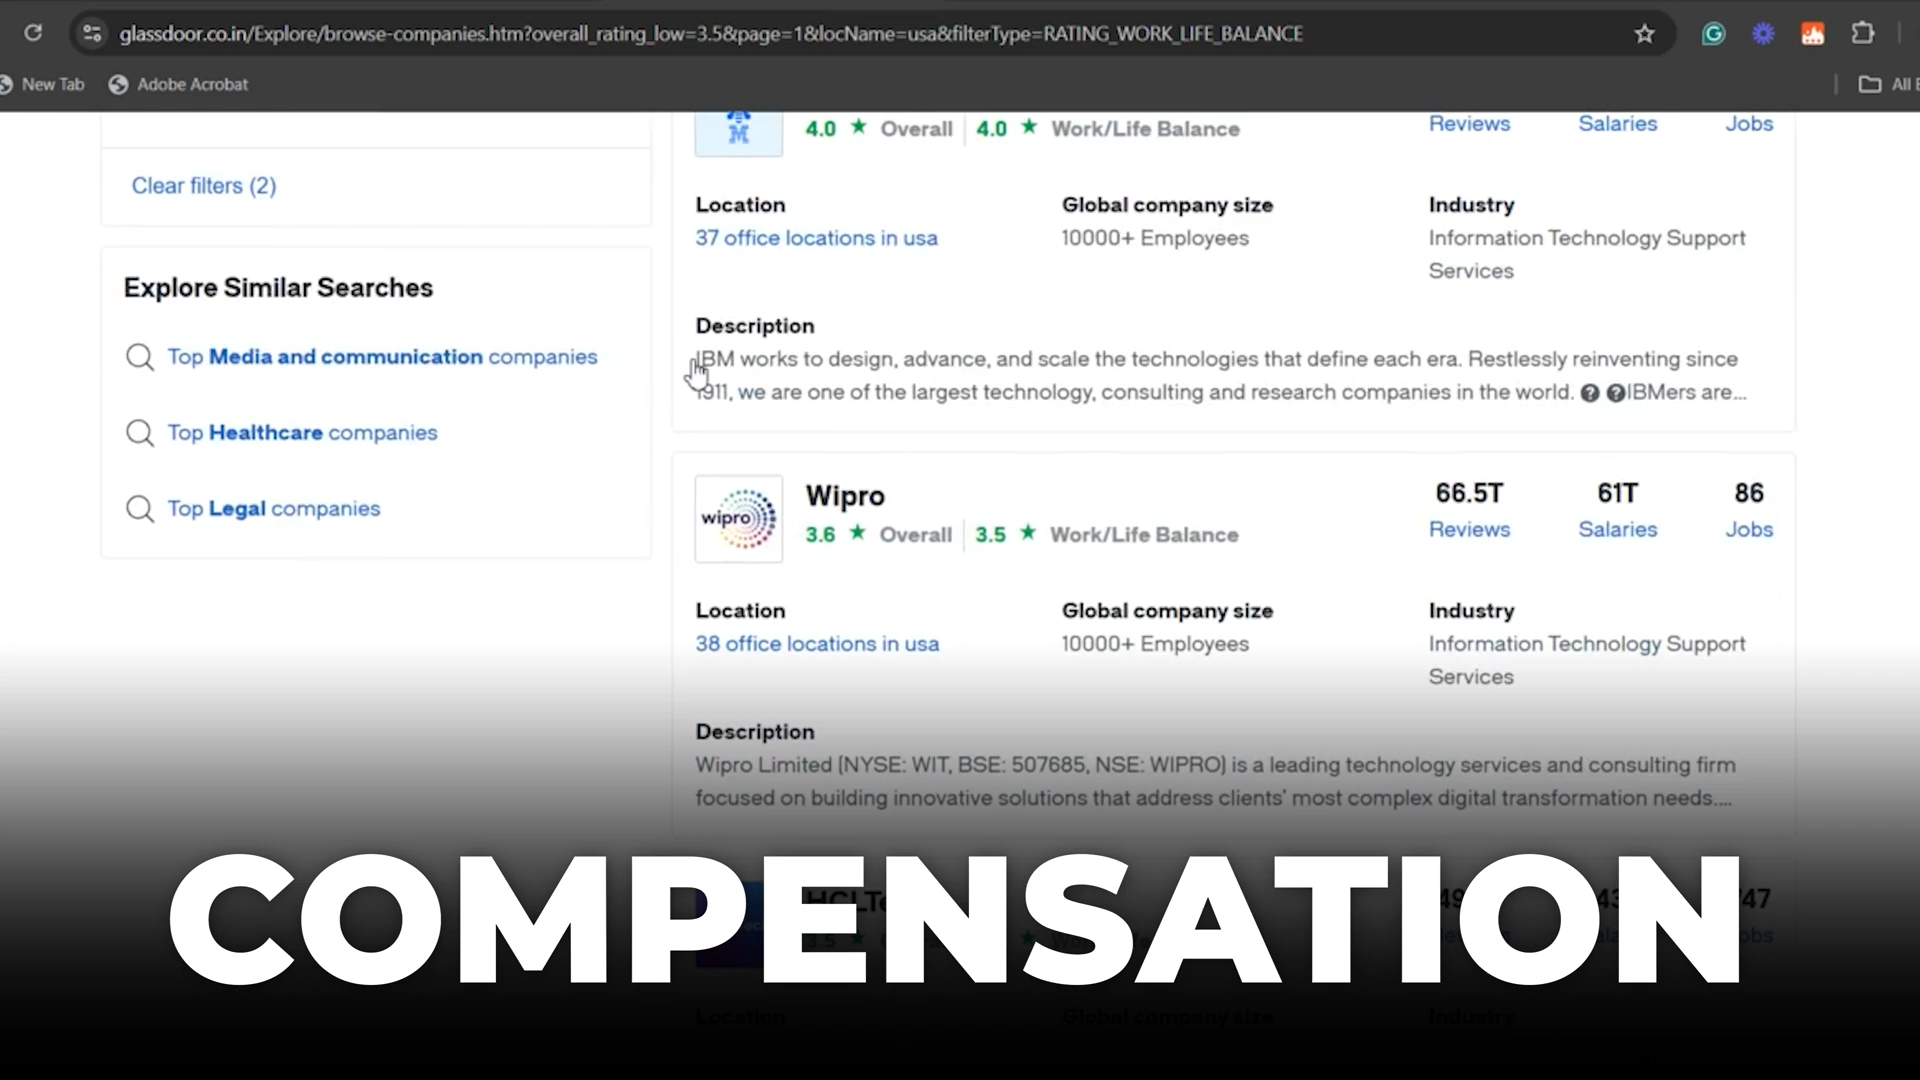 glassdoor.co.in/Explore/browse-companies.htm?overall_rating_low=3.5&page=1&locName=usa&filterType=RATING_WORK_LIFE_BALANCE
New Tab
Adobe Acrobat
All
4.0 ★ Overall
4.0 ★ Work/Life Balance
Reviews
Salaries
Jobs
Clear filters (2)
Location
37 office locations in usa
Global company size
10000+ Employees
Industry
Information Technology Support
Services
Explore Similar Searches
Top Media and communication companies
Top Healthcare companies
Top Legal companies
Description
IBM works to design, advance, and scale the technologies that define each era. Restlessly reinventing since
1911, we are one of the largest technology, consulting and research companies in the world. IBMers are...
wipro
Wipro
3.6 ★ Overall
3.5 ★ Work/Life Balance
66.5T
Reviews
61T
Salaries
86
Jobs
Location
38 office locations in usa
Global company size
10000+ Employees
Industry
Information Technology Support
Services
Description
Wipro Limited (NYSE: WIT, BSE: 507685, NSE: WIPRO) is a leading technology services and consulting firm
focused on building innovative solutions that address clients' most complex digital transformation needs....
COMPENSATION
Location
Global company size
Industry